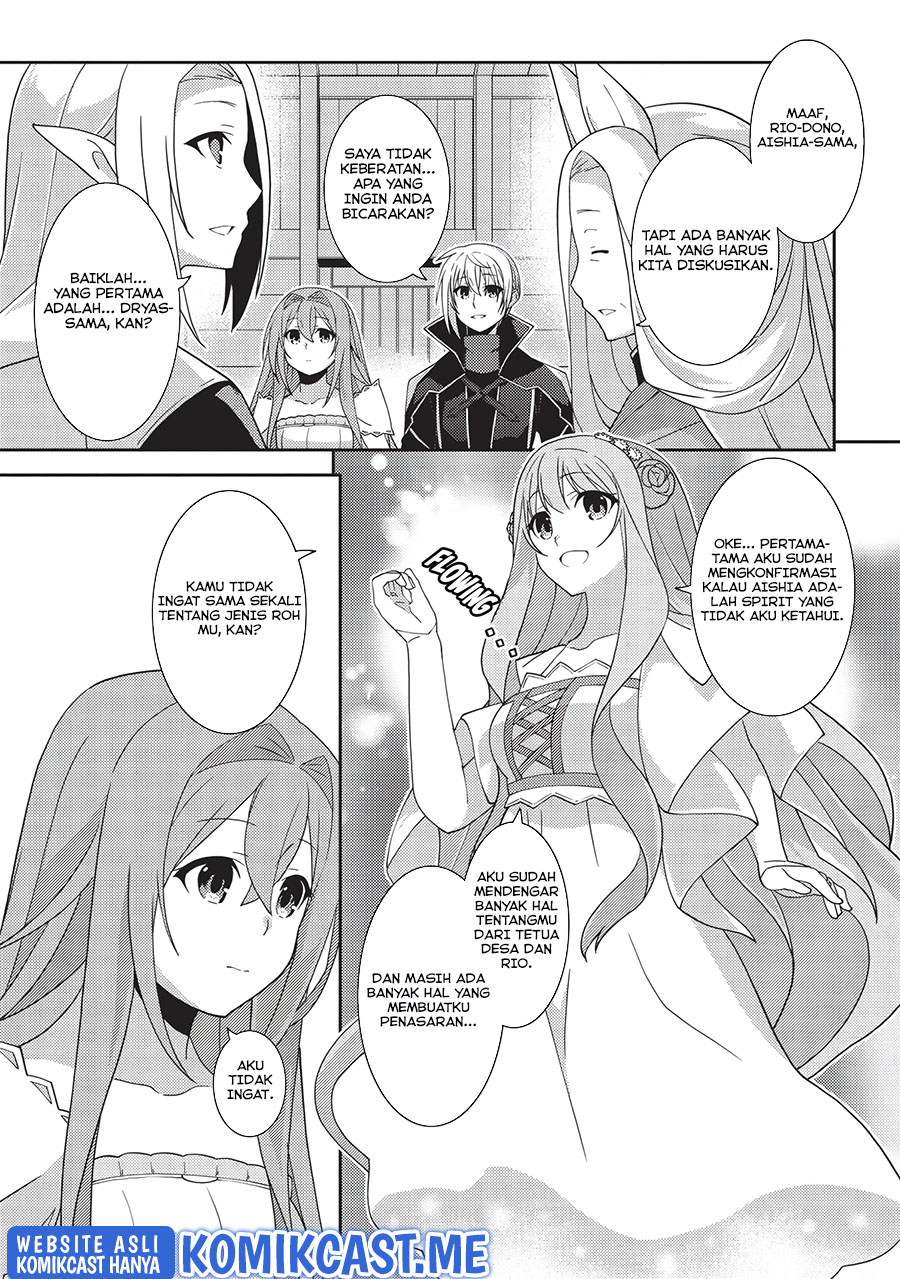 MAAF,
RIO-DONO,
AISHIA-SAMA,
TAPI ADA BANYAK
HAL YANG HARUS
KITA DISKUSIKAN.
SAYA TIDAK
KEBERATAN...
APA YANG
INGIN ANDA
BICARAKAN?
BAIKLAH...
YANG PERTAMA
ADALAH... DRYAS-
SAMA, KAN?
OKE... PERTAMA-
TAMA AKU SUDAH
MENGKONFIRMASI
KALAU AISHIA ADA-
LAH SPIRIT YANG
TIDAK AKU KETAHUI.
FLOWING
...
AKU SUDAH
MENDENGAR
BANYAK HAL
TENTANGMU
DARI TETUA
DESA DAN
RIO.
DAN MASIH ADA
BANYAK HAL YANG
MEMBUATKU
PENASARAN...
KAMU TIDAK
INGAT SAMA SEKALI
TENTANG JENIS ROH
MU, KAN?
AKU
TIDAK
INGAT.
WEBSITE ASLI
KOMIKCAST HANYA
KOMIKCAST.ME